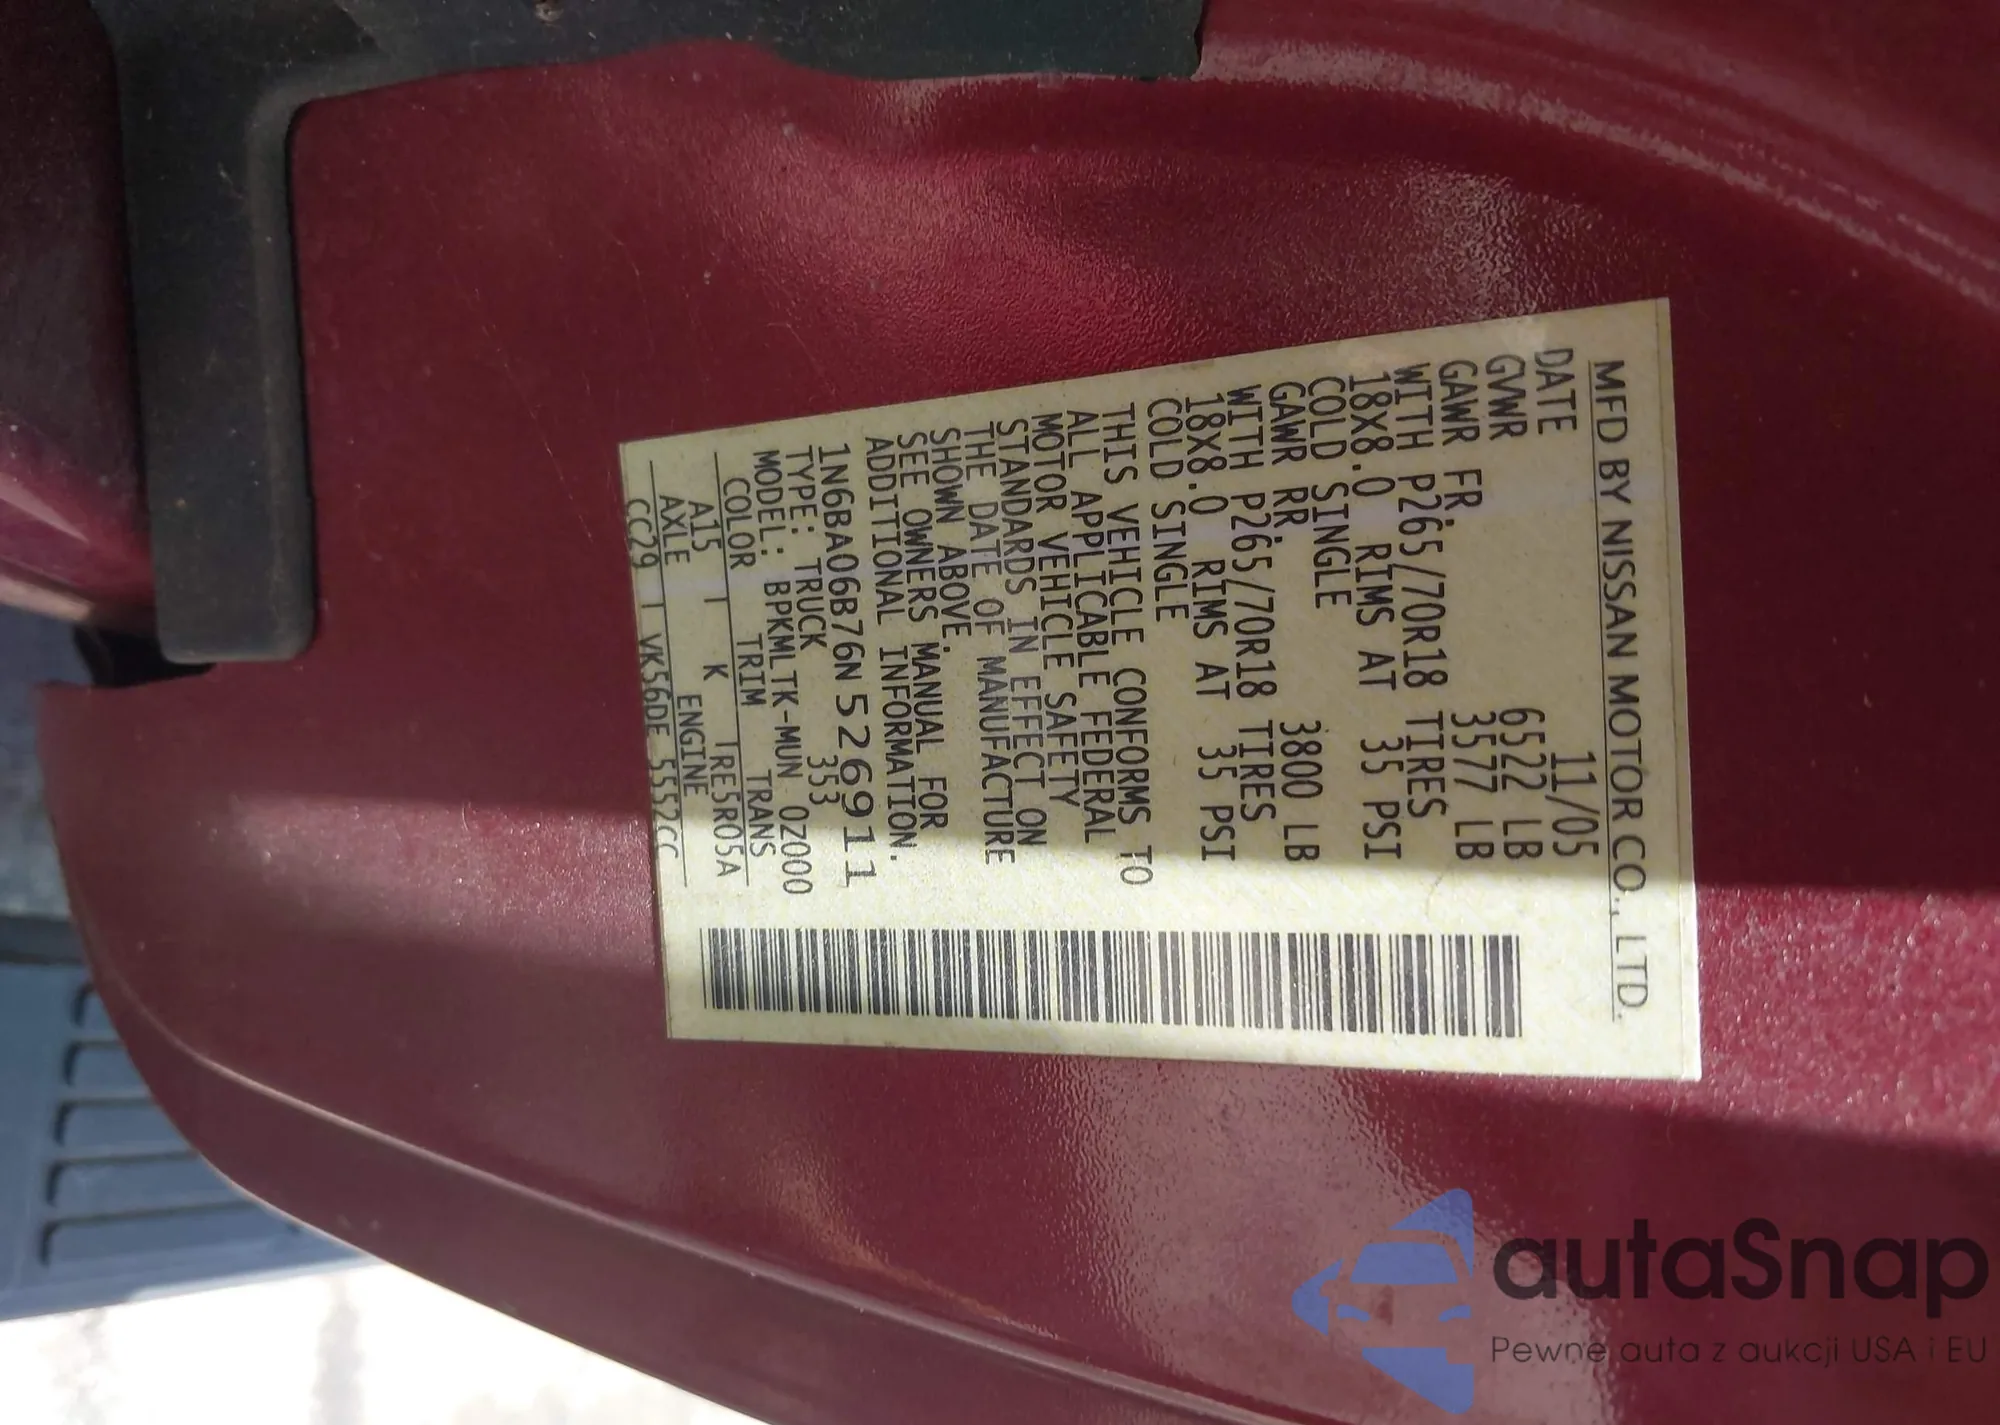 MFD BY NISSAN MOTOR CO., LTD.
DATE 11/05
GVWR 6522 LB
GAWR FR. 3577 LB
WITH P265/70R18 TIRES
18X8.0 RIMS AT 35 PSI
COLD SINGLE
GAWR RR. 3800 LB
WITH P265/70R18 TIRES
18X8.0 RIMS AT 35 PSI
COLD SINGLE
THIS VEHICLE CONFORMS TO
ALL APPLICABLE FEDERAL
MOTOR VEHICLE SAFETY
STANDARDS IN EFFECT ON
THE DATE OF MANUFACTURE
SHOWN ABOVE.
SEE OWNERS MANUAL FOR
ADDITIONAL INFORMATION.
1N6BA06B76N526911
TYPE: TRUCK 353
MODEL: BPKMLTK-MUN 0Z000
COLOR TRIM TRANS
A15 K RE5R05A
AXLE ENGINE
CC29 VK56DE 5552CC
autaSnap
Pewne auta z aukcji USA i EU